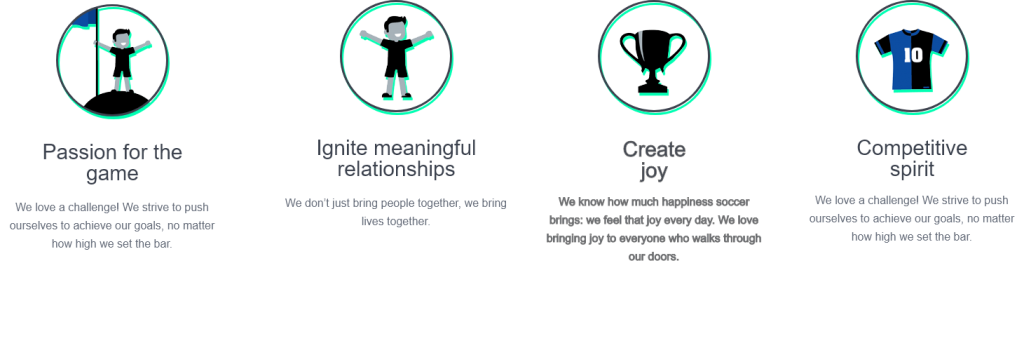 Passion for the
game
We love a challenge! We strive to push
ourselves to achieve our goals, no matter
how high we set the bar.
Ignite meaningful
relationships
We don't just bring people together, we bring
lives together.
Create
joy
We know how much happiness soccer
brings: we feel that joy every day. We love
bringing joy to everyone who walks through
our doors.
10
Competitive
spirit
We love a challenge! We strive to push
ourselves to achieve our goals, no matter
how high we set the bar.